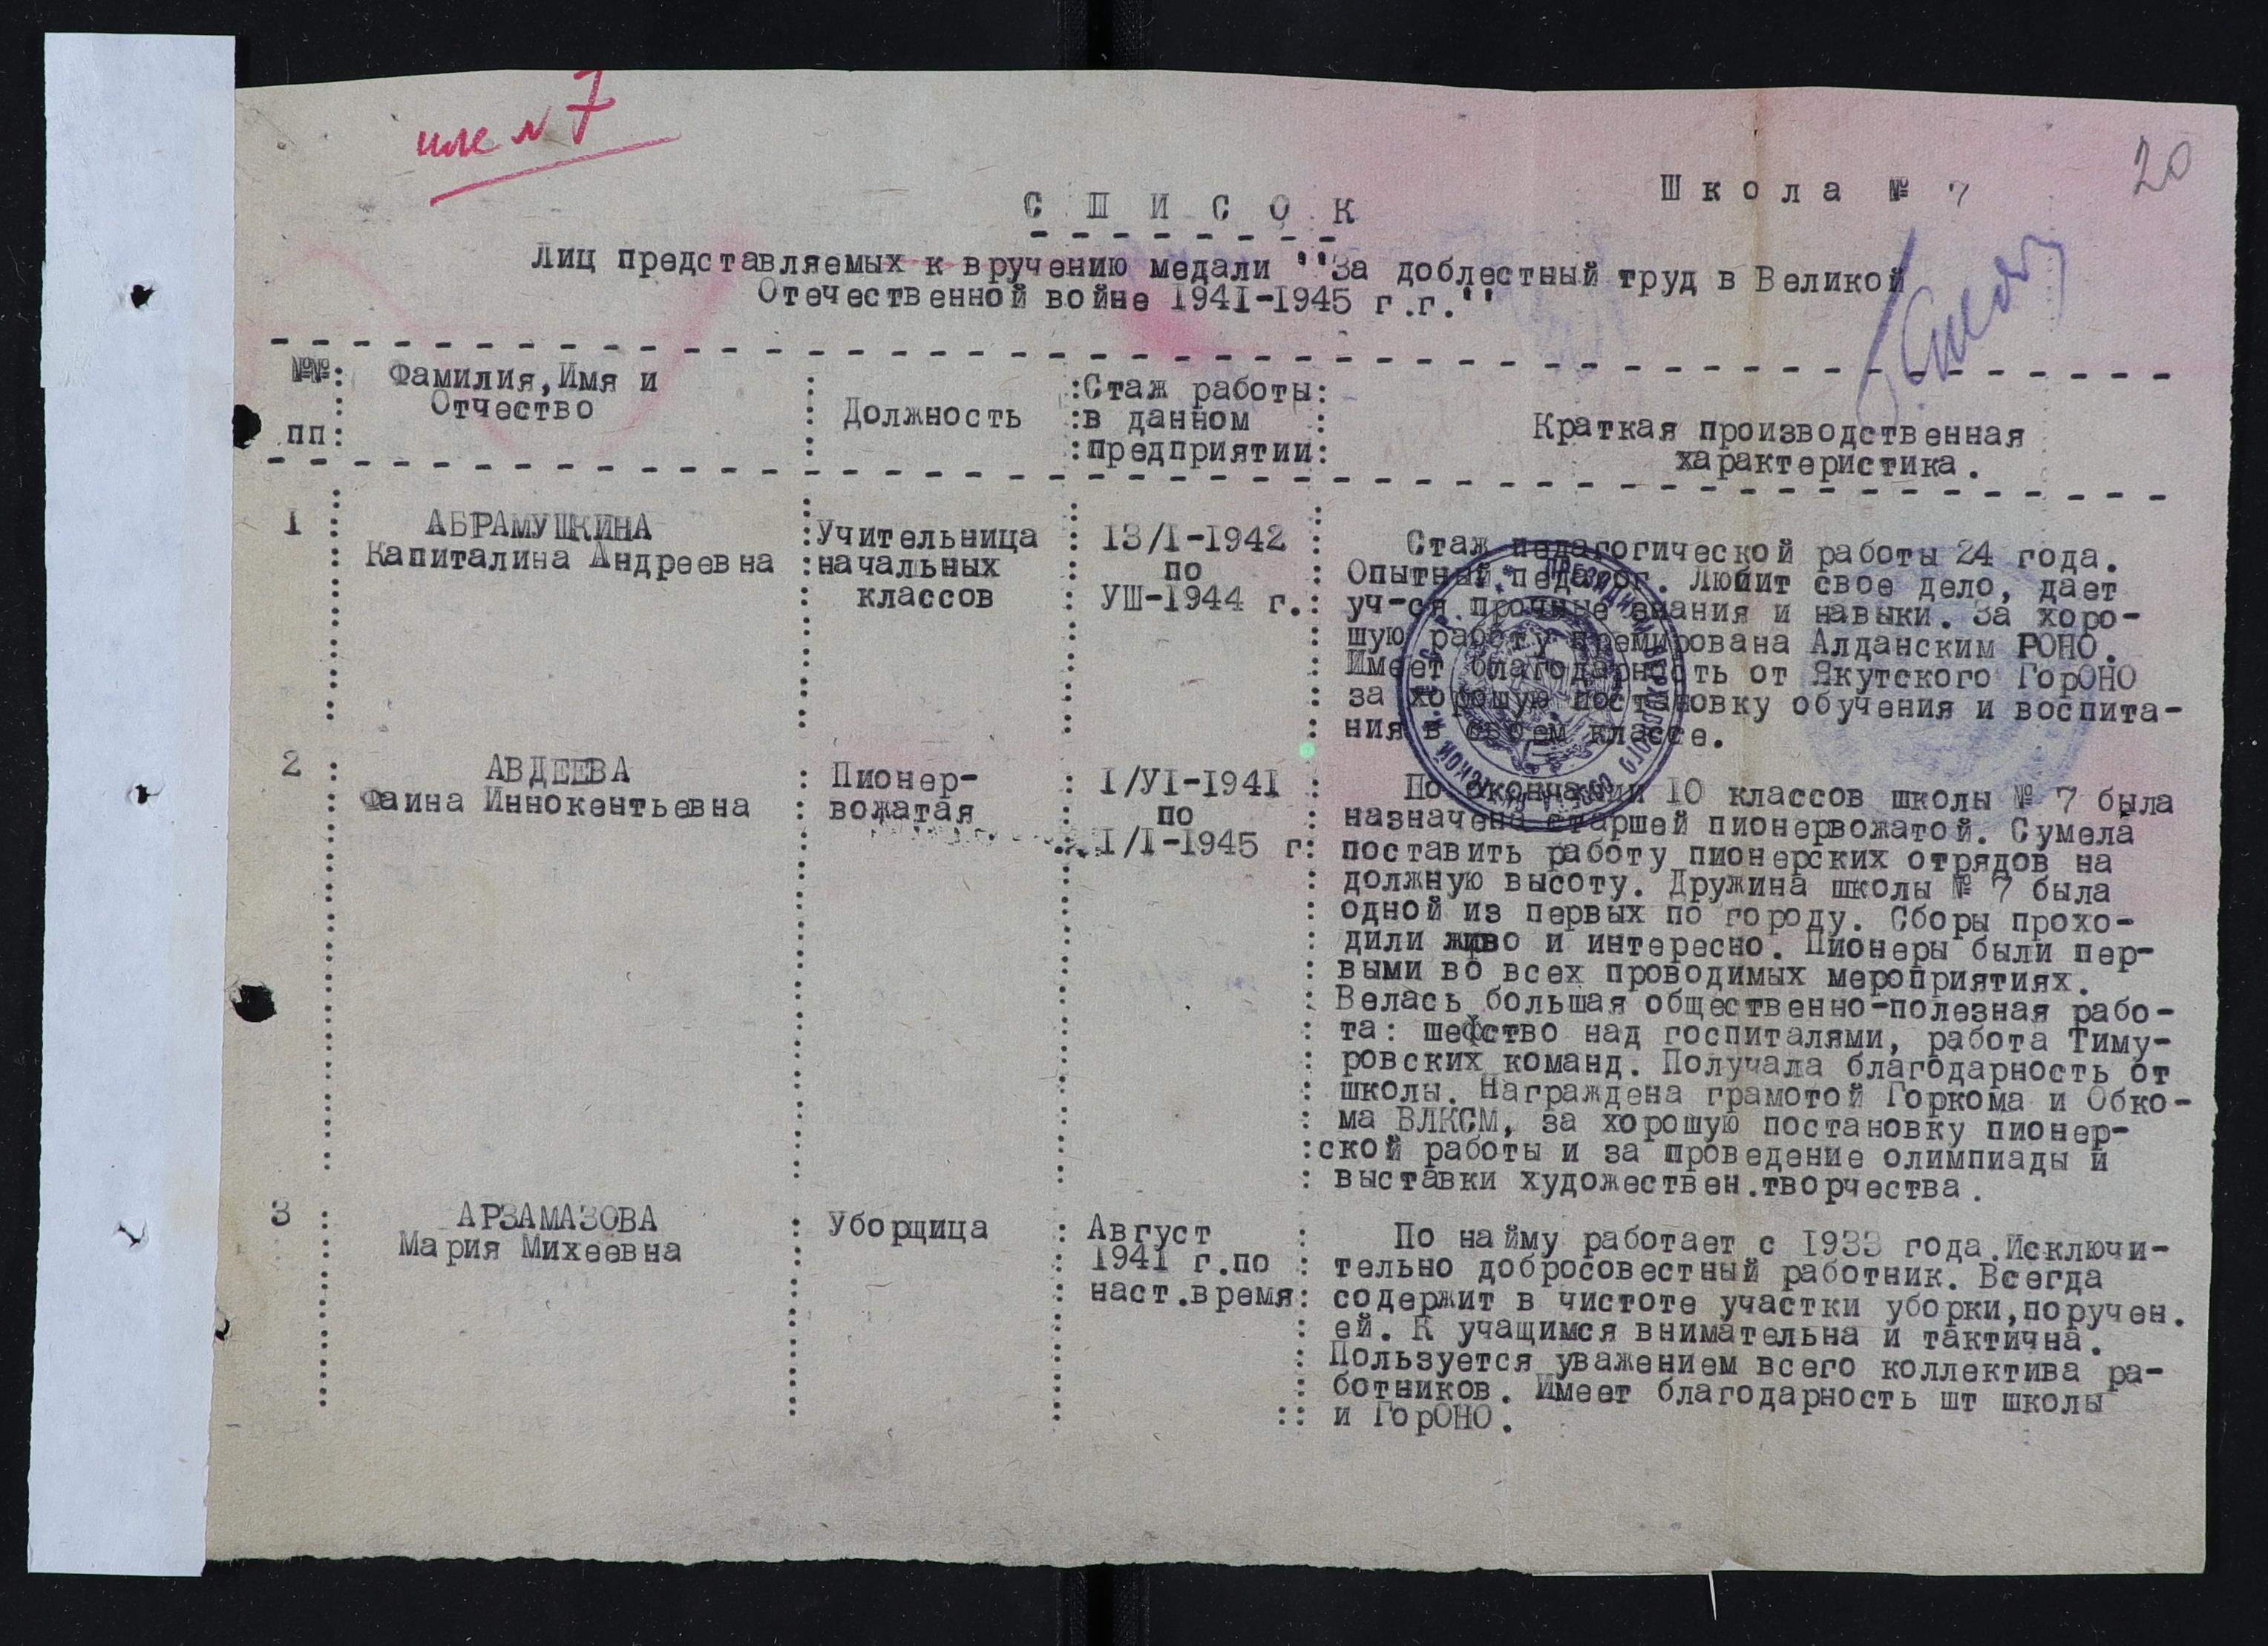 шк № 7
20
Школа № 7
СПИСОК
Лиц представляемых к вручению медали "За доблестный труд в Великой
Отечественной войне 1941-1945 г.г."
№№ пп
Фамилия, Имя и
Отчество
Должность
Стаж работы
в данном
предприятии
Краткая производственная
характеристика.
1
АБРАМУШКИНА
Капиталина Андреевна
Учительница
начальных
классов
13/I-1942
по
УШ-1944 г.
Стаж педагогической работы 24 года.
Опытный педагог. Любит свое дело, дает
уч-ся прочные знания и навыки. За хоро-
шую работу премирована Алданским РОНО.
Имеет благодарность от Якутского ГорОНО
за хорошую постановку обучения и воспита-
ния в своем классе.
2
АВДЕЕВА
Фаина Иннокентьевна
Пионер-
вожатая
I/УI-1941
по
I/I-1945 г
По окончании 10 классов школы № 7 была
назначена старшей пионервожатой. Сумела
поставить работу пионерских отрядов на
должную высоту. Дружина школы № 7 была
одной из первых по городу. Сборы прохо-
дили живо и интересно. Пионеры были пер-
выми во всех проводимых мероприятиях.
Велась большая общественно-полезная рабо-
та: шефство над госпиталями, работа Тиму-
ровских команд. Получала благодарность от
школы. Награждена грамотой Горкома и Обко-
ма ВЛКСМ, за хорошую постановку пионер-
ской работы и за проведение олимпиады и
выставки художествен.творчества.
3
АРЗАМАЗОВА
Мария Михеевна
Уборщица
Август
1941 г.по
наст.время
По найму работает с 1933 года.Исключи-
тельно добросовестный работник. Всегда
содержит в чистоте участки уборки,поручен.
ей. К учащимся внимательна и тактична.
Пользуется уважением всего коллектива ра-
ботников. Имеет благодарность шт школы
и ГорОНО.